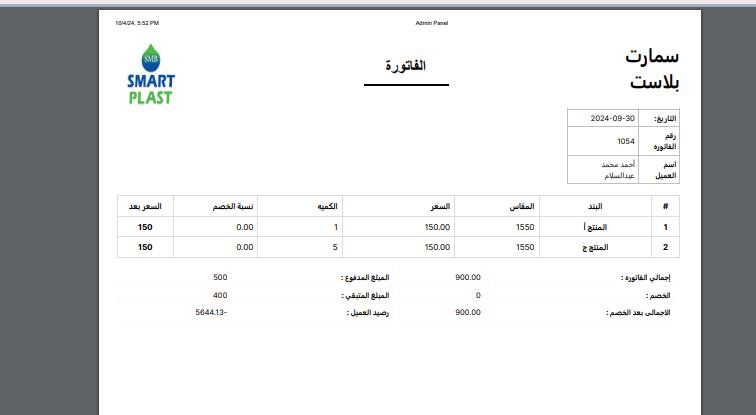 10/4/24, 5:52 PM
Admin Panel
سمارت
بلاست
الفاتورة
SMB
SMART
PLAST
التاريخ: 2024-09-30
رقم
الفاتوره 1054
اسم
العميل أحمد محمد
عبدالسلام
# البند المقاس السعر الكميه نسبة الخصم السعر بعد
1 المنتج أ 1550 150.00 1 0.00 150
2 المنتج ج 1550 150.00 5 0.00 150
إجمالي الفاتوره : 900.00 المبلغ المدفوع : 500
الخصم : 0 المبلغ المتبقي : 400
الاجمالى بعد الخصم : 900.00 رصيد العميل : 5644.13-